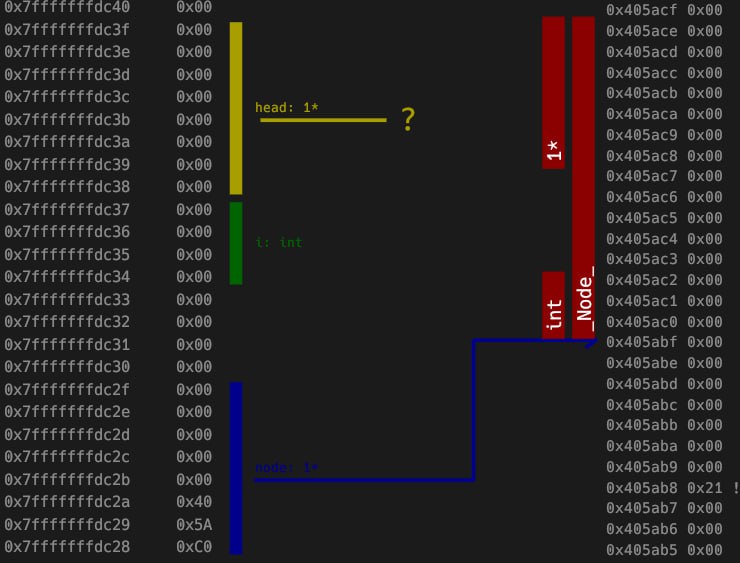 0x7fffffffdc40 0x00
0x7fffffffdc3f 0x00
0x7fffffffdc3e 0x00
0x7fffffffdc3d 0x00
0x7fffffffdc3c 0x00
0x7fffffffdc3b 0x00
0x7fffffffdc3a 0x00
0x7fffffffdc39 0x00
0x7fffffffdc38 0x00
0x7fffffffdc37 0x00
0x7fffffffdc36 0x00
0x7fffffffdc35 0x00
0x7fffffffdc34 0x00
0x7fffffffdc33 0x00
0x7fffffffdc32 0x00
0x7fffffffdc31 0x00
0x7fffffffdc30 0x00
0x7fffffffdc2f 0x00
0x7fffffffdc2e 0x00
0x7fffffffdc2d 0x00
0x7fffffffdc2c 0x00
0x7fffffffdc2b 0x00
0x7fffffffdc2a 0x40
0x7fffffffdc29 0x5A
0x7fffffffdc28 0xC0
head: 1*
?
i: int
node: 1*
1*
int
_Node_
0x405acf 0x00
0x405ace 0x00
0x405acd 0x00
0x405acc 0x00
0x405acb 0x00
0x405aca 0x00
0x405ac9 0x00
0x405ac8 0x00
0x405ac7 0x00
0x405ac6 0x00
0x405ac5 0x00
0x405ac4 0x00
0x405ac3 0x00
0x405ac2 0x00
0x405ac1 0x00
0x405ac0 0x00
0x405abf 0x00
0x405abe 0x00
0x405abd 0x00
0x405abc 0x00
0x405abb 0x00
0x405aba 0x00
0x405ab9 0x00
0x405ab8 0x21 !
0x405ab7 0x00
0x405ab6 0x00
0x405ab5 0x00